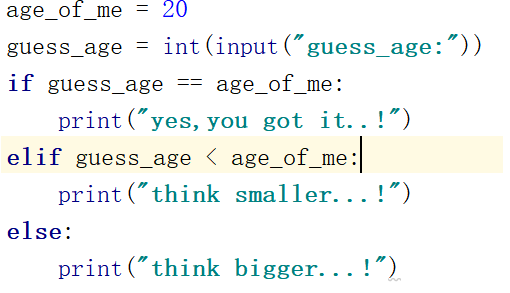 age_of_me = 20
guess_age = int(input("guess_age:"))
if guess_age == age_of_me:
    print("yes,you got it..!")
elif guess_age < age_of_me:
    print("think smaller...!")
else:
    print("think bigger...!")